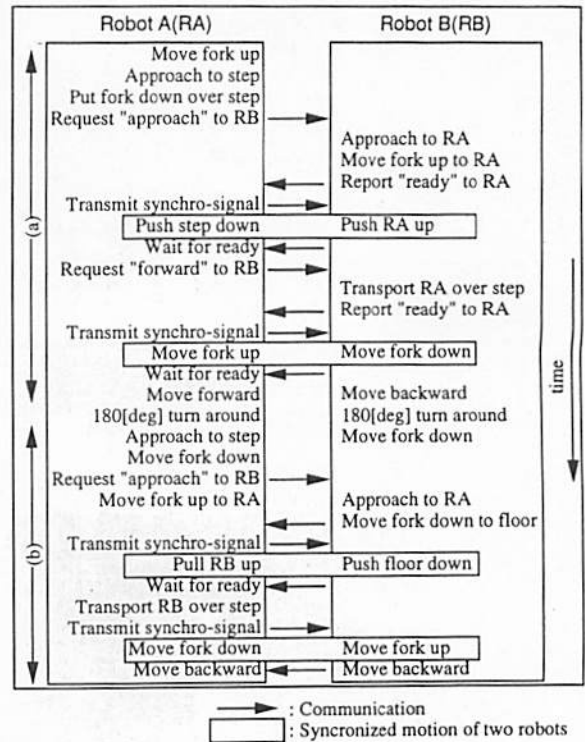 Robot A(RA) Robot B(RB)
Move fork up
Approach to step
Put fork down over step
Request "approach" to RB
Approach to RA
Move fork up to RA
Report "ready" to RA
Transmit synchro-signal
Push step down Push RA up
Wait for ready
Request "forward" to RB
Transport RA over step
Report "ready" to RA
Transmit synchro-signal
Move fork up Move fork down
Wait for ready
Move forward Move backward
180[deg] turn around 180[deg] turn around
Approach to step Move fork down
Move fork down
Request "approach" to RB
Move fork up to RA Approach to RA
Move fork down to floor
Transmit synchro-signal
Pull RB up Push floor down
Wait for ready
Transport RB over step
Transmit synchro-signal
Move fork down Move fork up
Move backward Move backward
(a)
(b)
time
: Communication
: Syncronized motion of two robots